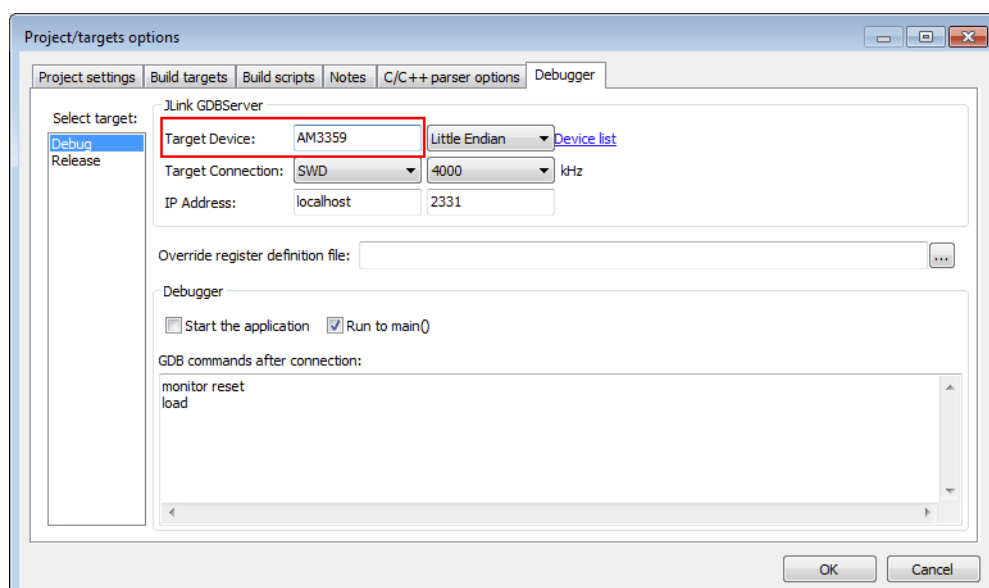 Project/targets options
Project settings Build targets Build scripts Notes C/C++ parser options Debugger
Select target:
Debug
Release
JLink GDBServer
Target Device: AM3359 Little Endian Device list
Target Connection: SWD 4000 kHz
IP Address: localhost 2331
Override register definition file: ...
Debugger
Start the application Run to main()
GDB commands after connection:
monitor reset
load
OK Cancel